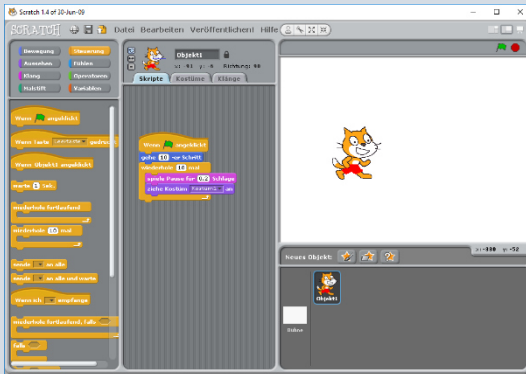 Scratch 1.4 of 30-Jun-09
SCRATCH Datei Bearbeiten Veröffentlichen! Hilfe
Bewegung Steuerung
Aussehen Fühlen
Klang Operatoren
Malstift Variablen
Objekt1
Richtung: 90
Skripte Kostüme Klänge
Wenn angeklickt
Wenn Taste Leertaste gedrückt
Wenn Objekt1 angeklickt
warte 1 Sek.
wiederhole fortlaufend
wiederhole 10 mal
sende an alle
sende an alle und warte
Wenn ich empfange
wiederhole fortlaufend, falls
falls
Wenn angeklickt
gehe 10 -er Schritt
wiederhole 10 mal
spiele Pause für 0.2 Schläge
ziehe Kostüm an
Neues Objekt:
Objekt1
Bühne